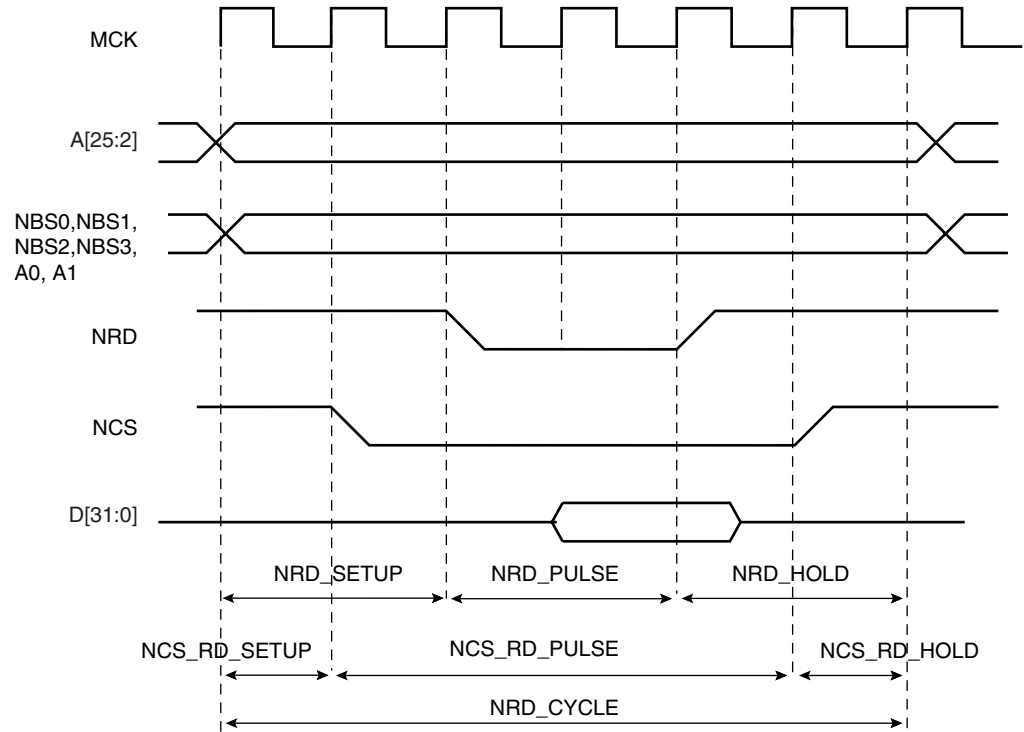 MCK
A[25:2]
NBS0,NBS1,
NBS2,NBS3,
A0, A1
NRD
NCS
D[31:0]
NRD_SETUP NRD_PULSE NRD_HOLD
NCS_RD_SETUP NCS_RD_PULSE NCS_RD_HOLD
NRD_CYCLE